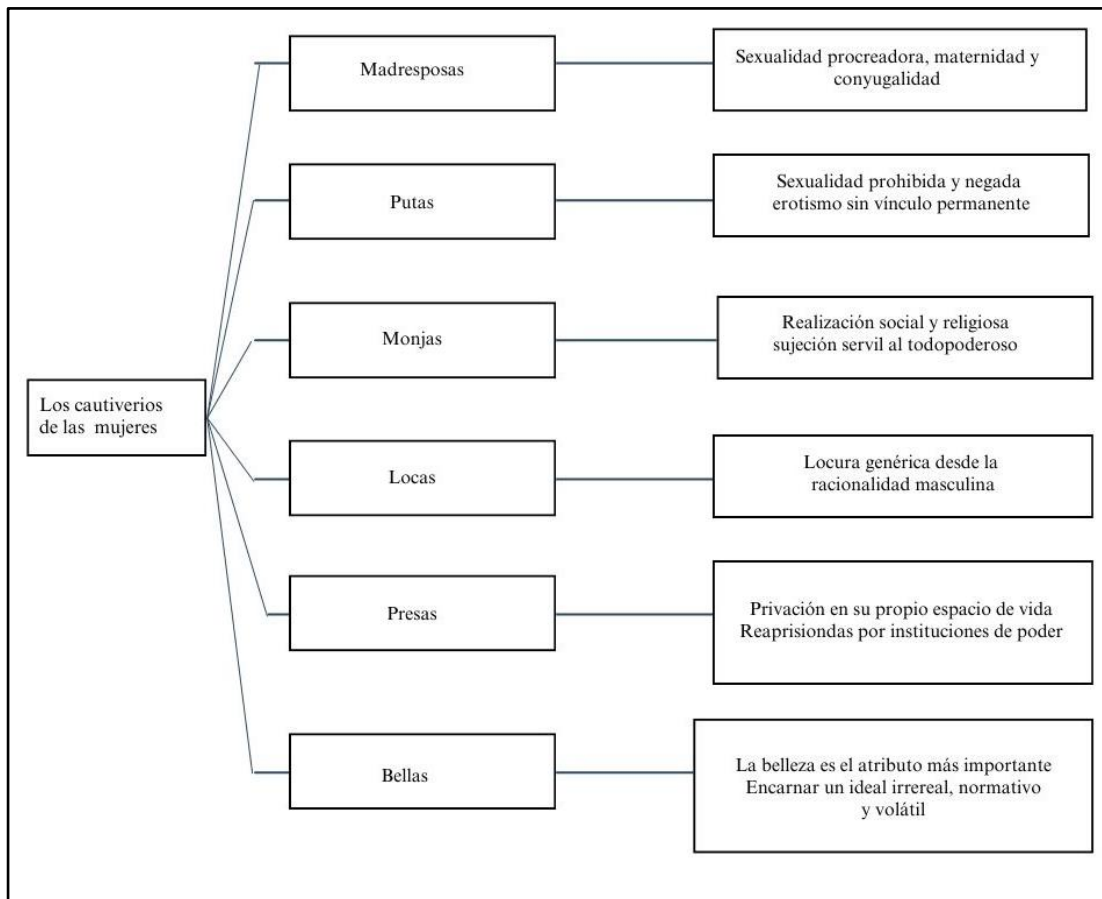 Madresposas
Sexualidad procreadora, maternidad y
conyugalidad
Putas
Sexualidad prohibida y negada
erotismo sin vínculo permanente
Monjas
Realización social y religiosa
sujeción servil al todopoderoso
Los cautiverios
de las mujeres
Locas
Locura genérica desde la
racionalidad masculina
Presas
Privación en su propio espacio de vida
Reaprisiondas por instituciones de poder
Bellas
La belleza es el atributo más importante
Encarnar un ideal irrereal, normativo
y volátil